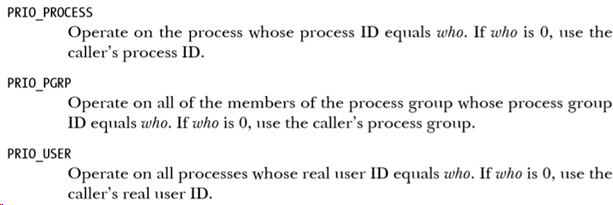 PRIO_PROCESS
Operate on the process whose process ID equals who. If who is 0, use the
caller's process ID.
PRIO_PGRP
Operate on all of the members of the process group whose process group
ID equals who. If who is 0, use the caller's process group.
PRIO_USER
Operate on all processes whose real user ID equals who. If who is 0, use the
caller's real user ID.